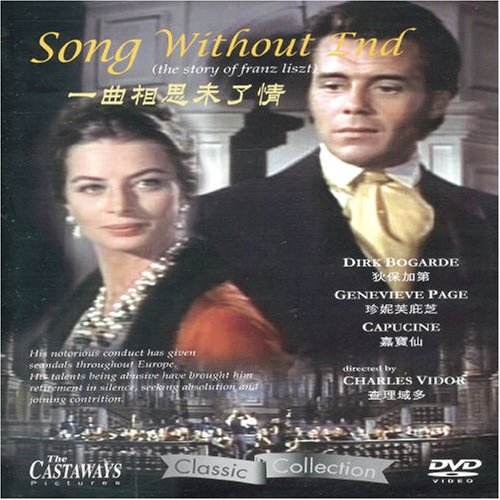 Song Without End
(the story of franz liszt)
一曲相思未了情
DIRK BOGARDE
狄保加第
GENEVIEVE PAGE
珍妮芙庇芝
CAPUCINE
嘉寶仙
directed by
CHARLES VIDOR
查理域多
His notorious conduct has given
scandals throughout Europe.
His talents being abusive have brought him
retirement in silence, seeking absolution and
joining contrition.
The
CASTAWAYS
Pictures
Classic Collection
DVD
VIDEO